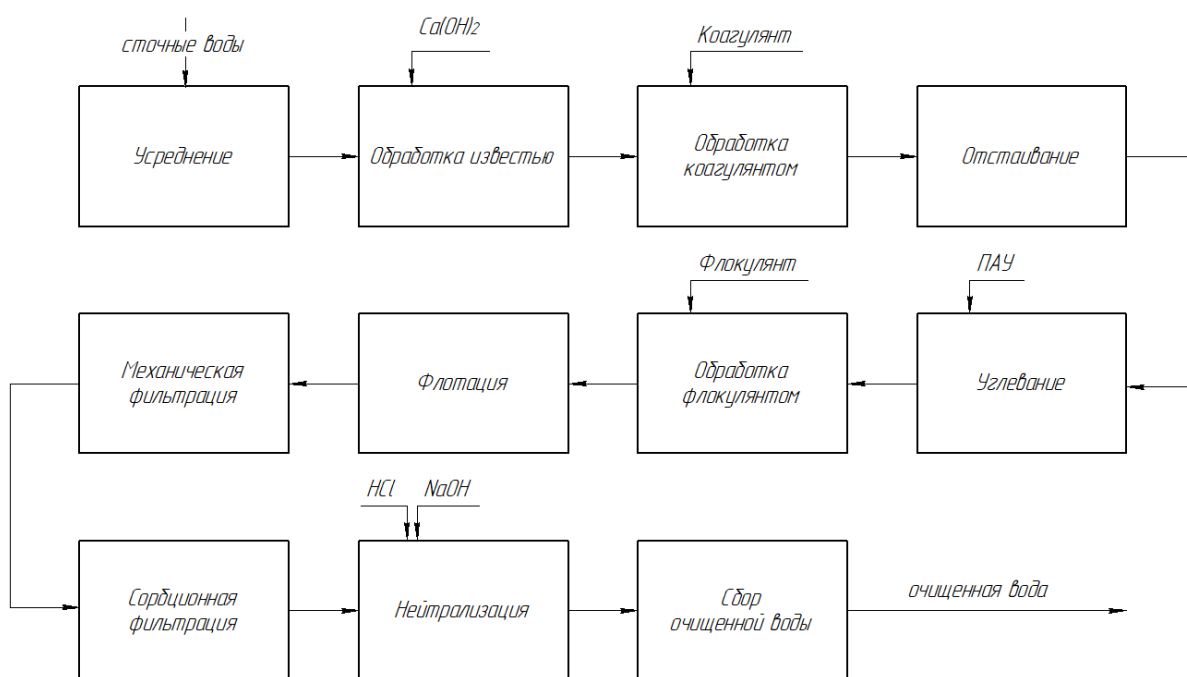 сточные воды
Ca(OH)₂
Коагулянт
Усреднение
Обработка известью
Обработка
коагулянтом
Отстаивание
Флокулянт
ПАУ
Механическая
фильтрация
Флотация
Обработка
флокулянтом
Углевание
HCl
NaOH
Сорбционная
фильтрация
Нейтрализация
Сбор
очищенной воды
очищенная вода